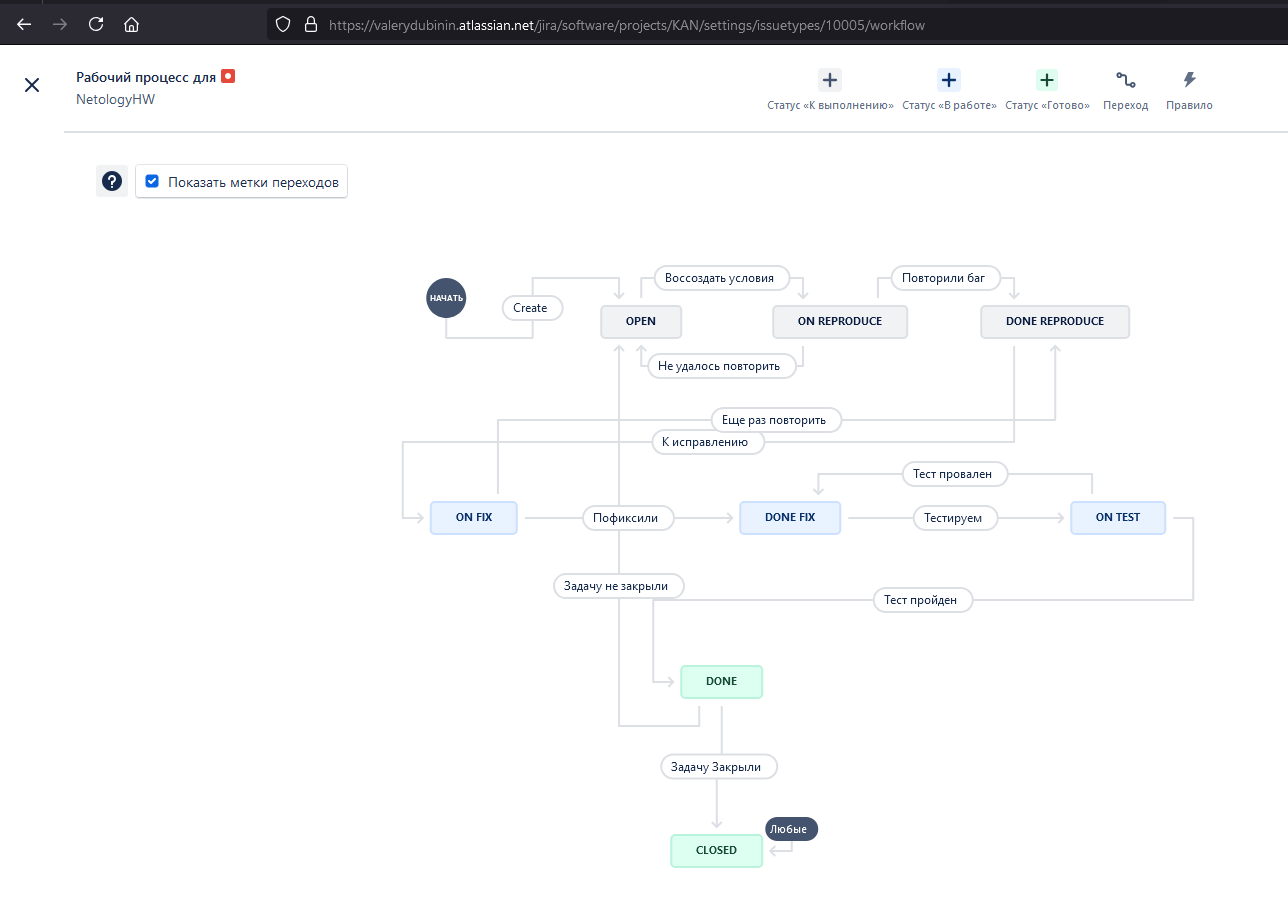 https://valerydubinin.atlassian.net/jira/software/projects/KAN/settings/issuetypes/10005/workflow
Рабочий процесс для
NetologyHW
Статус «К выполнению»
Статус «В работе»
Статус «Готово»
Переход
Правило
Показать метки переходов
Воссоздать условия
Повторили баг
НАЧАТЬ
Create
OPEN
ON REPRODUCE
DONE REPRODUCE
Не удалось повторить
Еще раз повторить
К исправлению
Тест провален
ON FIX
Пофиксили
DONE FIX
Тестируем
ON TEST
Задачу не закрыли
Тест пройден
DONE
Задачу Закрыли
Любые
CLOSED